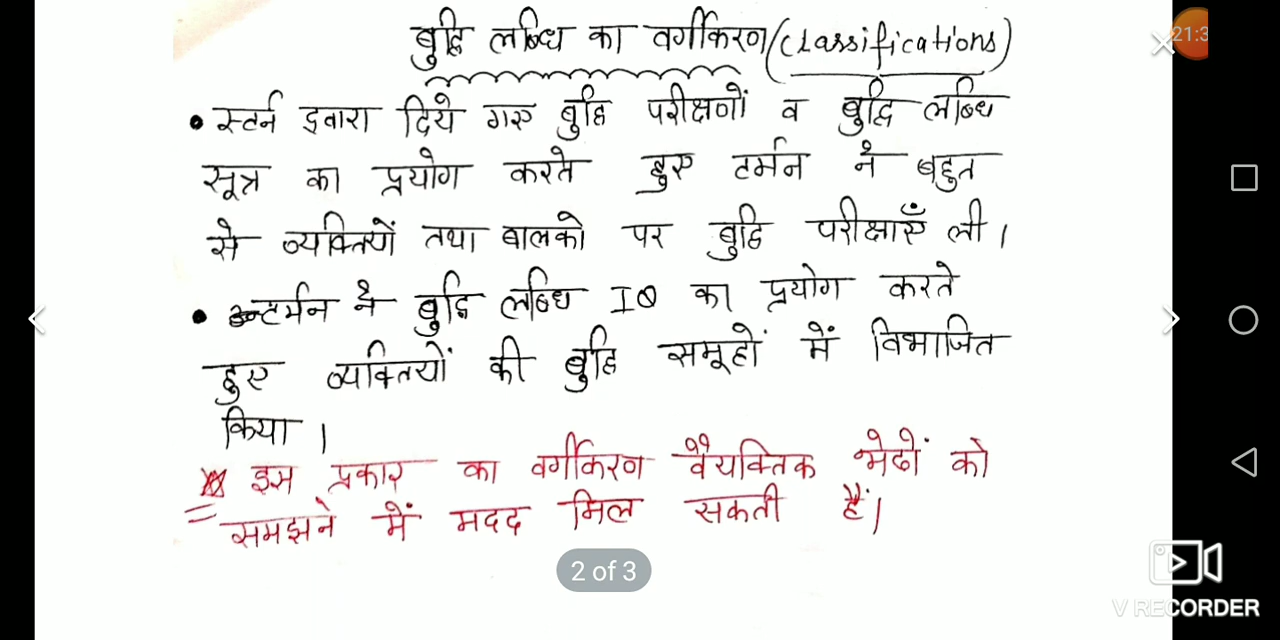 बुद्धि लब्धि का वर्गीकरण (classifications)
21:3
• स्टर्न द्वारा दिये गए बुद्धि परीक्षणों व बुद्धि लब्धि
सूत्र का प्रयोग करते हुए टर्मन ने बहुत
से व्यक्तियों तथा बालको पर बुद्धि परीक्षाएँ ली।
• टर्मन ने बुद्धि लब्धि IQ का प्रयोग करते
हुए व्यक्तियों की बुद्धि समूहों में विभाजित
किया।
इस प्रकार का वर्गीकरण वैयक्तिक भेदों को
समझने में मदद मिल सकती हैं।
2 of 3
V RECORDER